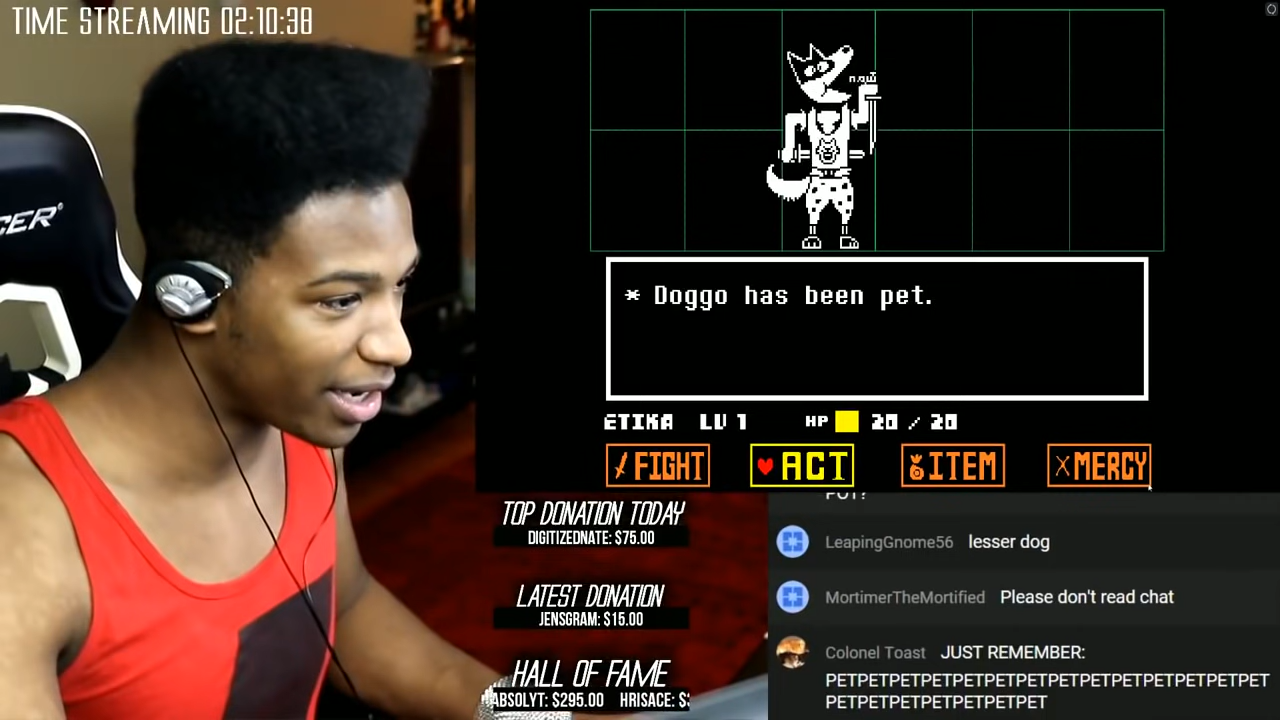 TIME STREAMING 02:10:38
CER®
* Doggo has been pet.
ETIKA LV 1 HP 20 / 20
FIGHT ACT ITEM MERCY
TOP DONATION TODAY
DIGITIZEDNATE: $75.00
LATEST DONATION
JENSGRAM: $15.00
HALL OF FAME
ABSOLYT: $295.00 HRISACE: $
LeapingGnome56 lesser dog
MortimerTheMortified Please don't read chat
Colonel Toast JUST REMEMBER:
PETPETPETPETPETPETPETPETPETPETPETPETPETPET
PETPETPETPETPETPETPET